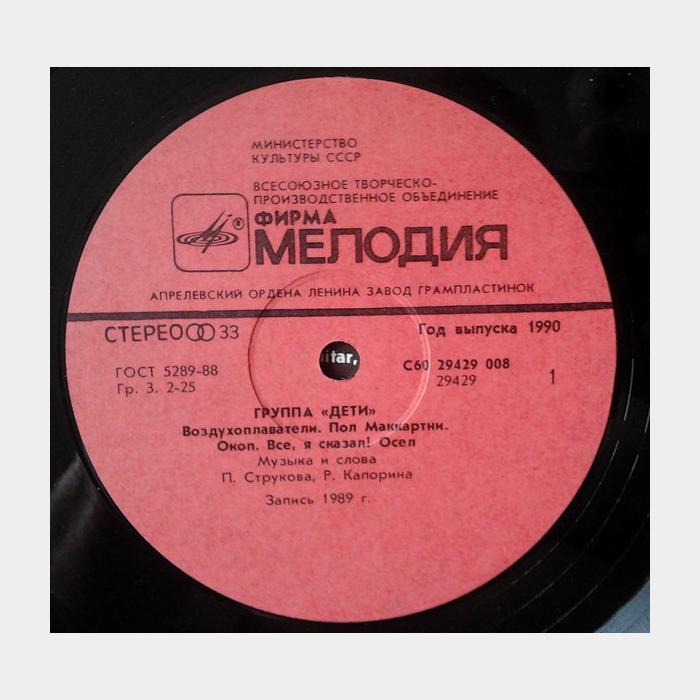 МИНИСТЕРСТВО
КУЛЬТУРЫ СССР
ВСЕСОЮЗНОЕ ТВОРЧЕСКО-
ПРОИЗВОДСТВЕННОЕ ОБЪЕДИНЕНИЕ
ФИРМА
®
МЕЛОДИЯ
АПРЕЛЕВСКИЙ ОРДЕНА ЛЕНИНА ЗАВОД ГРАМПЛАСТИНОК
СТЕРЕО 33
Год выпуска 1990
itar,
ГОСТ 5289-88
Гр. 3. 2-25
С60 29429 008
29429
1
ГРУППА «ДЕТИ»
Воздухоплаватели. Пол Маккартни.
Окоп. Все, я сказал! Осел
Музыка и слова
П. Струкова, Р. Капорина
Запись 1989 г.